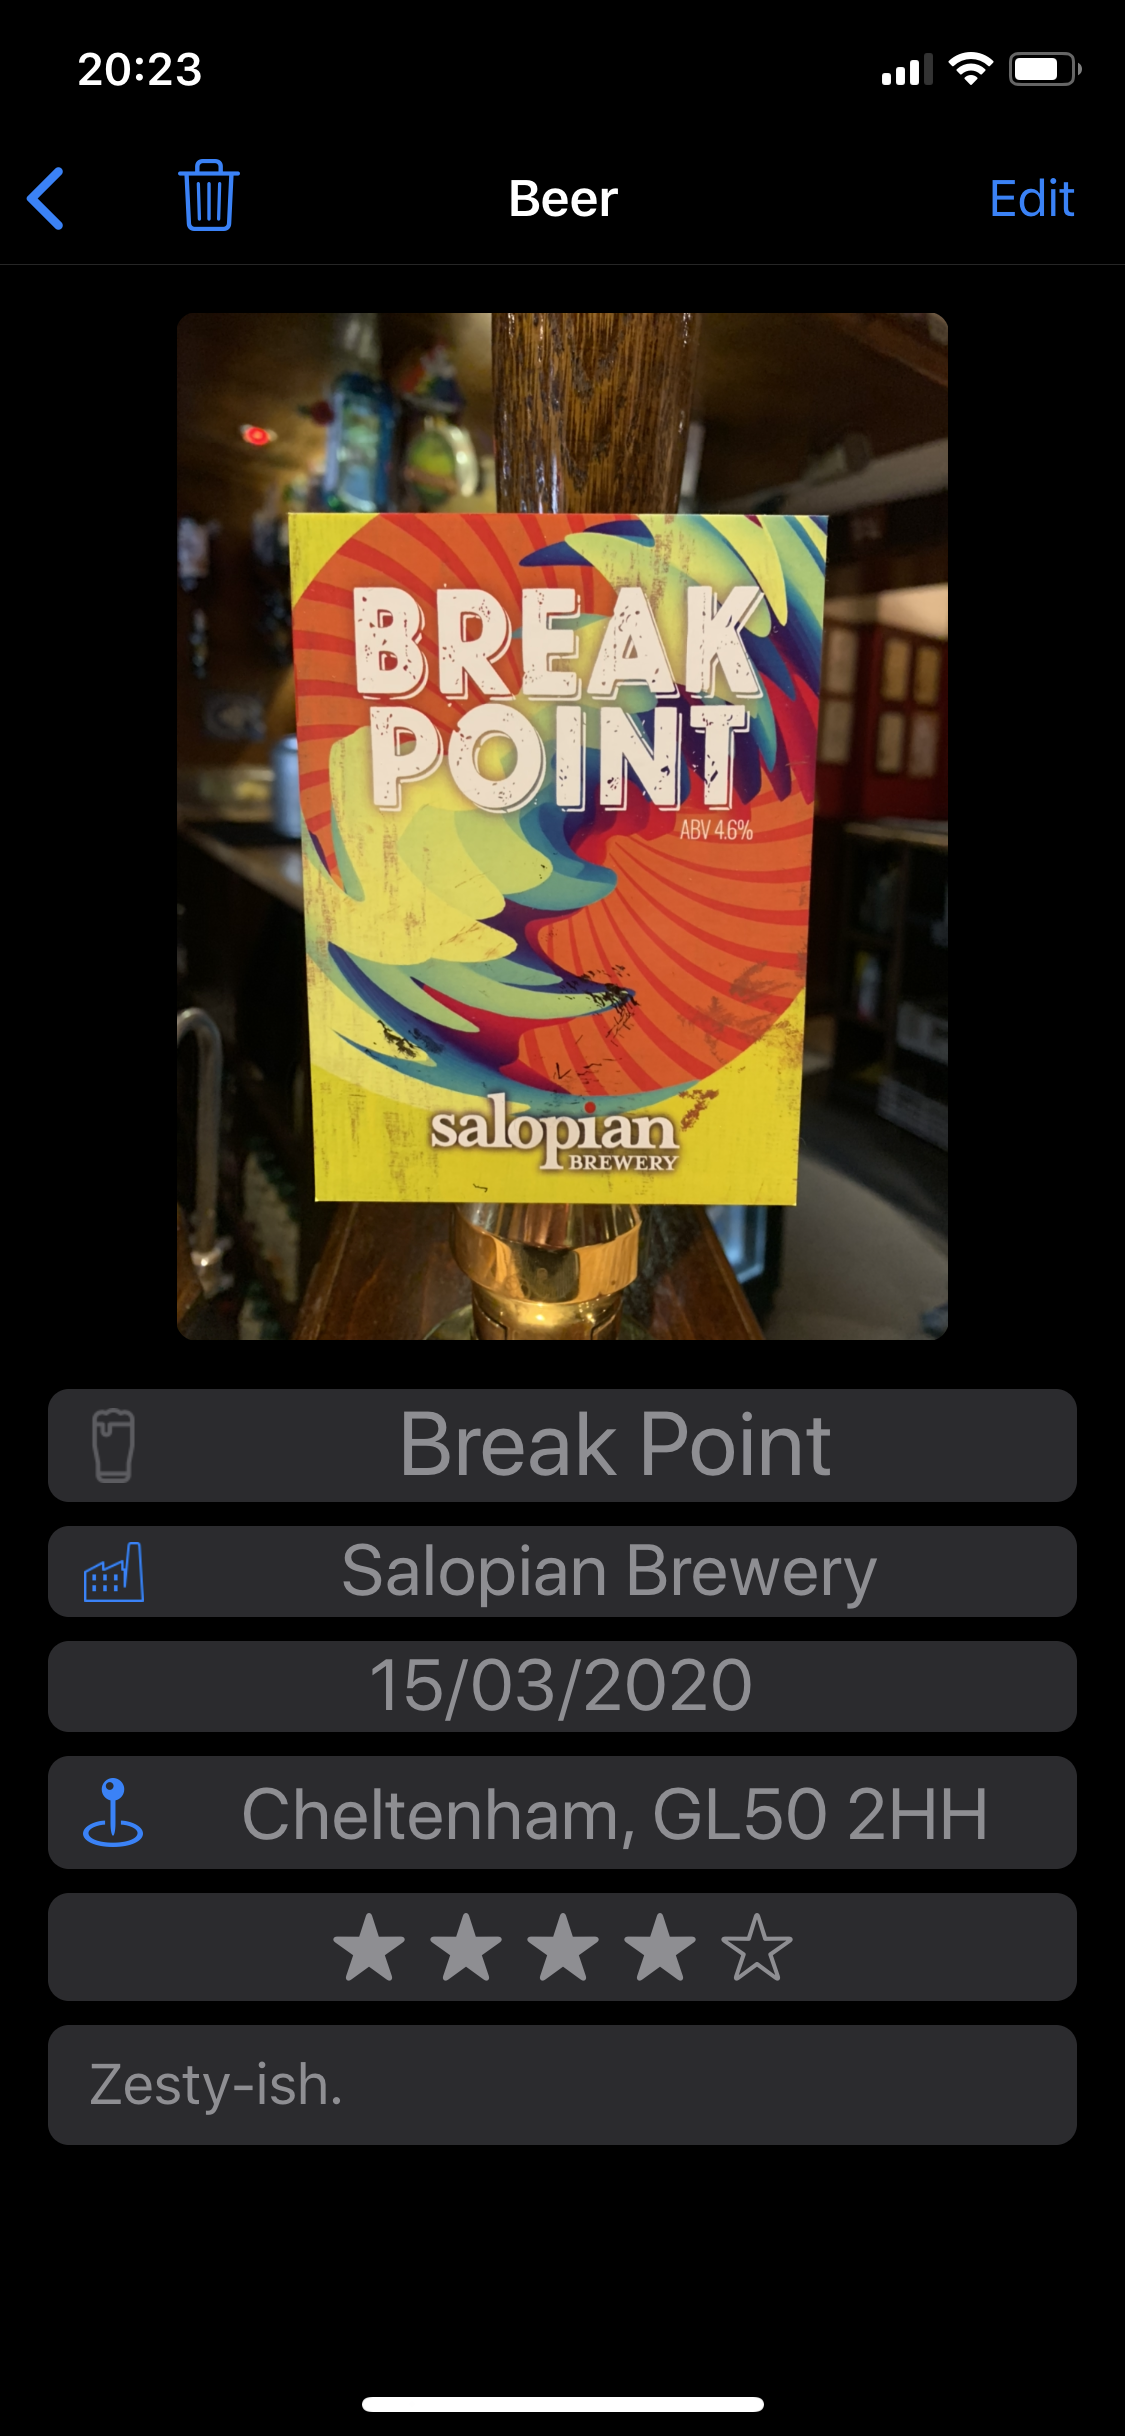 20:23
Beer
Edit
BREAK
POINT
ABV 4.6%
salopian
BREWERY
Break Point
Salopian Brewery
15/03/2020
Cheltenham, GL50 2HH
Zesty-ish.